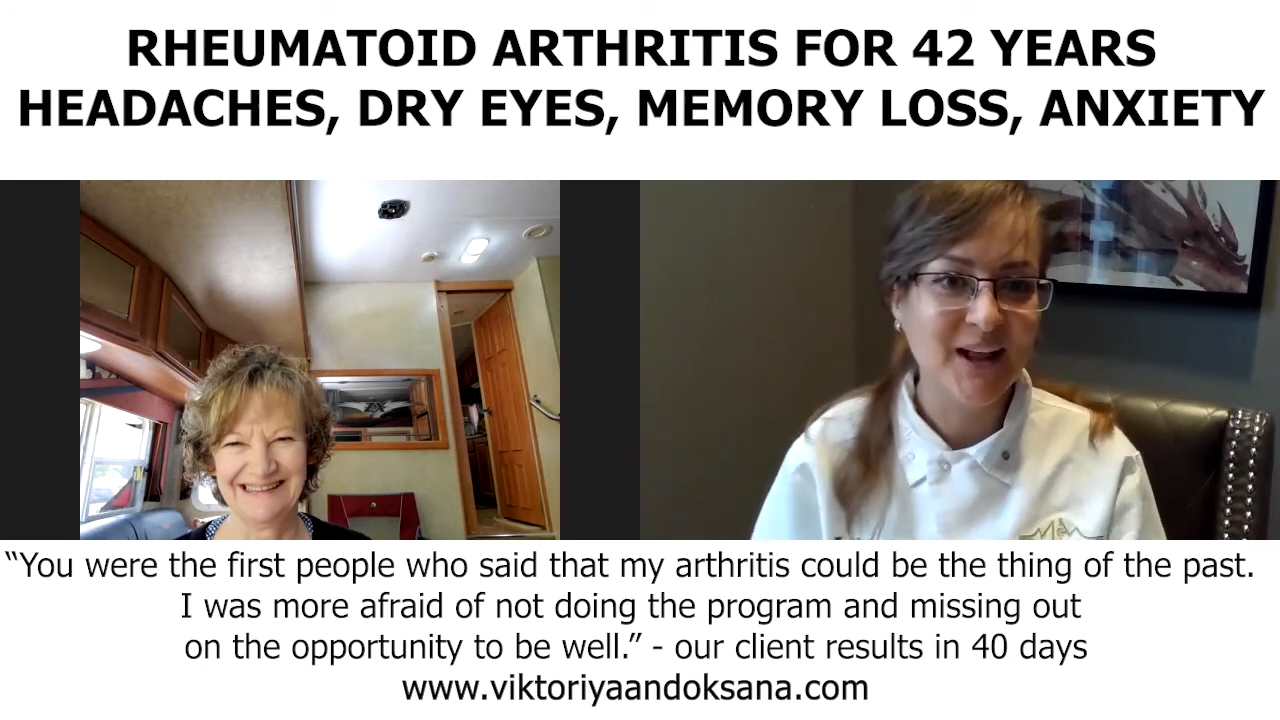 RHEUMATOID ARTHRITIS FOR 42 YEARS
HEADACHES, DRY EYES, MEMORY LOSS, ANXIETY
“You were the first people who said that my arthritis could be the thing of the past.
I was more afraid of not doing the program and missing out
on the opportunity to be well.” - our client results in 40 days
www.viktoriyaandoksana.com